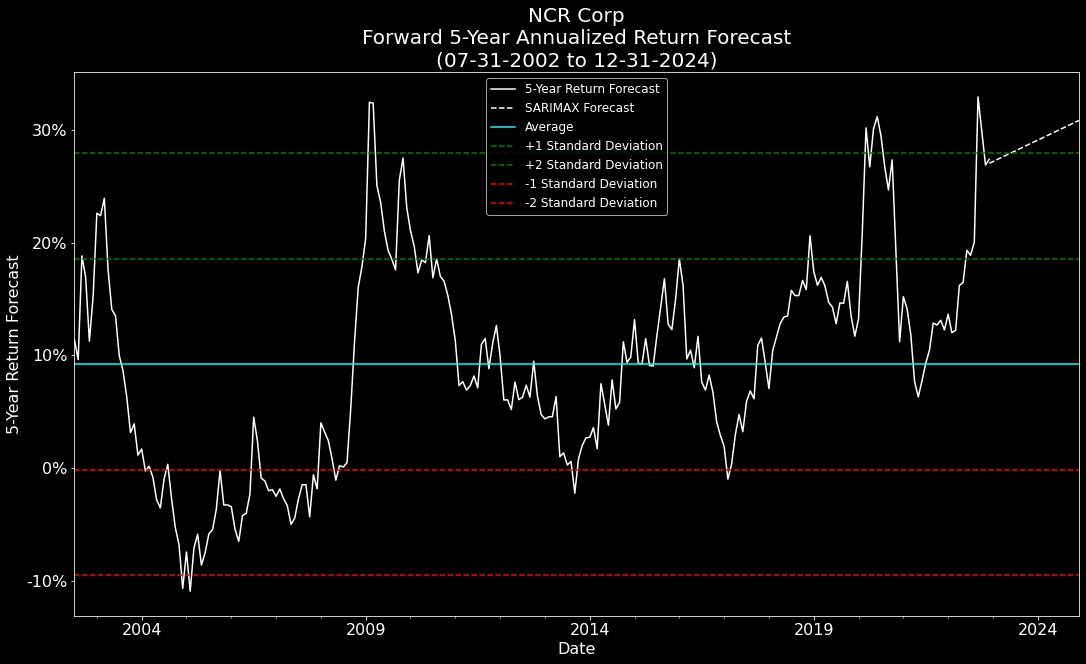 NCR Corp
Forward 5-Year Annualized Return Forecast
(07-31-2002 to 12-31-2024)
5-Year Return Forecast
SARIMAX Forecast
Average
+1 Standard Deviation
+2 Standard Deviation
-1 Standard Deviation
-2 Standard Deviation
5-Year Return Forecast
30%
20%
10%
0%
-10%
2004
2009
2014
2019
2024
Date